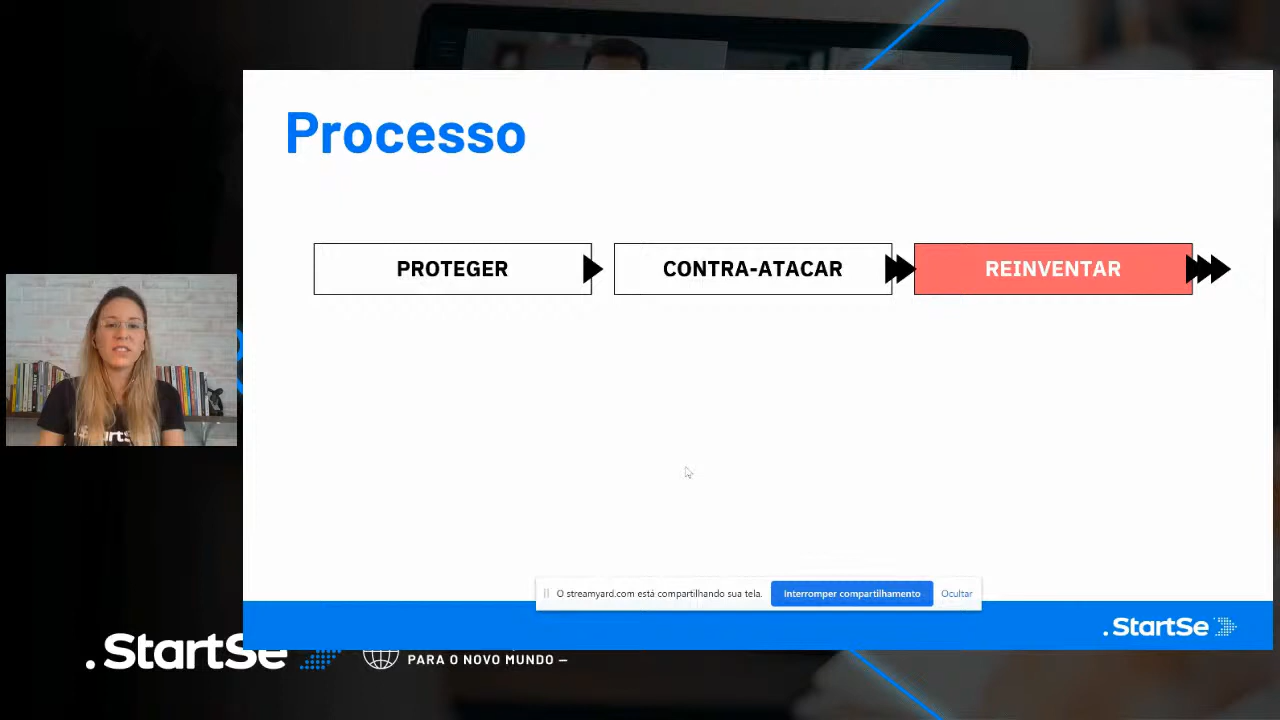 Processo
PROTEGER
CONTRA-ATACAR
REINVENTAR
O streamyard.com está compartilhando sua tela.
Interromper compartilhamento
Ocultar
.StartSe
.StartSe
PARA O NOVO MUNDO –